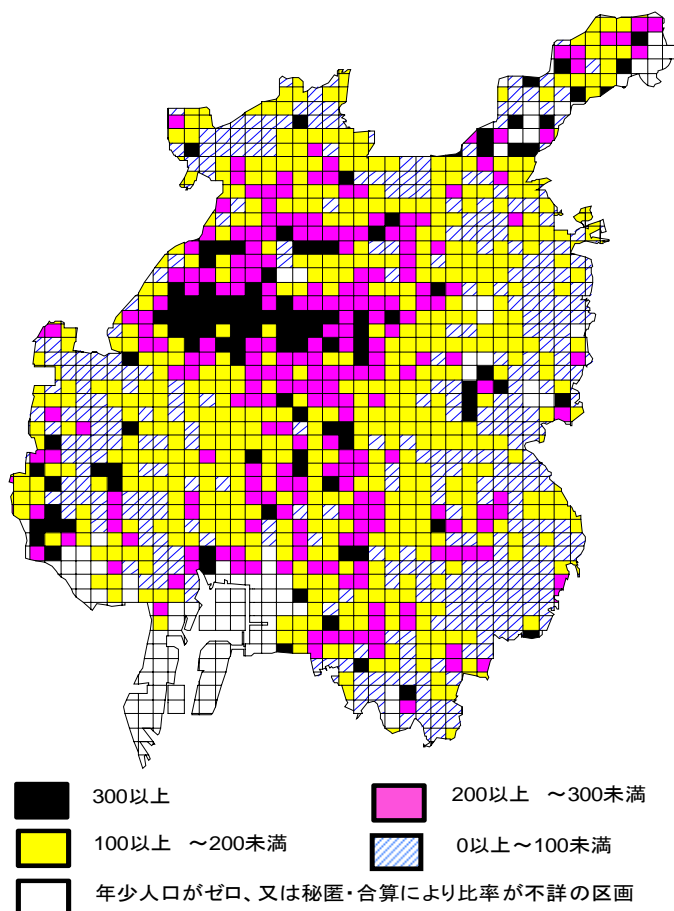 300以上
200以上 ～300未満
100以上 ～200未満
0以上～100未満
年少人口がゼロ、又は秘匿・合算により比率が不詳の区画